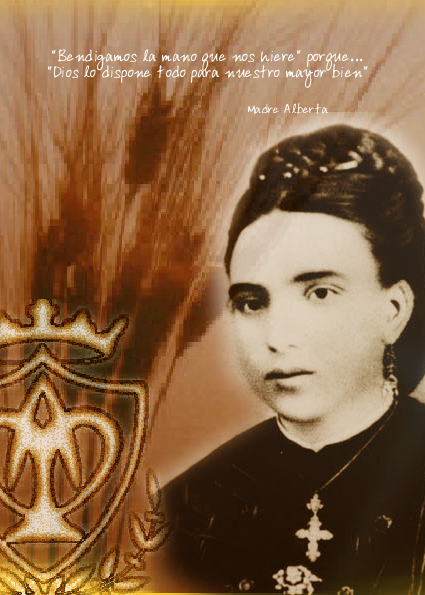 "Bendigamos la mano que nos hiere" porque...
"Dios lo dispone todo para nuestro mayor bien"
Madre Alberta